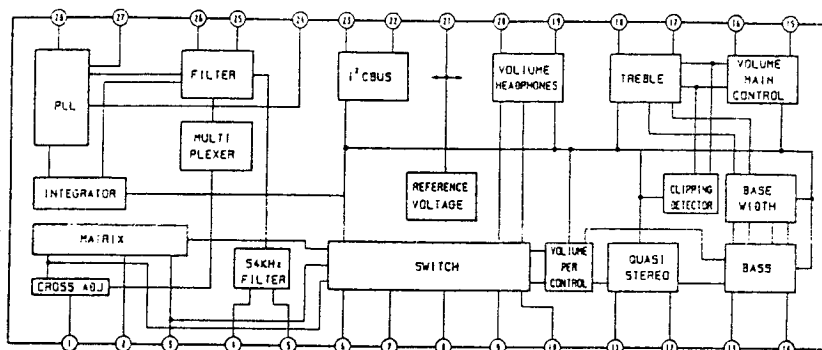 28 27 26 25 24 23 22 21 20 19 18 17 16 15
PLL
FILTER
I²CBUS
VOLIUME
HEADPHONES
TREBLE
VOLUME
MAIN
CONTROL
MULTI
PLEXER
INTEGRATOR
REFERENCE
VOLTAGE
CLIPPING
DETECTOR
BASE
WIDTH
MATRIX
54KHz
FILTER
SWITCH
VOLIUME
PER
CONTROL
QUASI
STEREO
BASS
CROSS ADJ
1 2 3 4 5 6 7 8 9 10 11 12 13 14